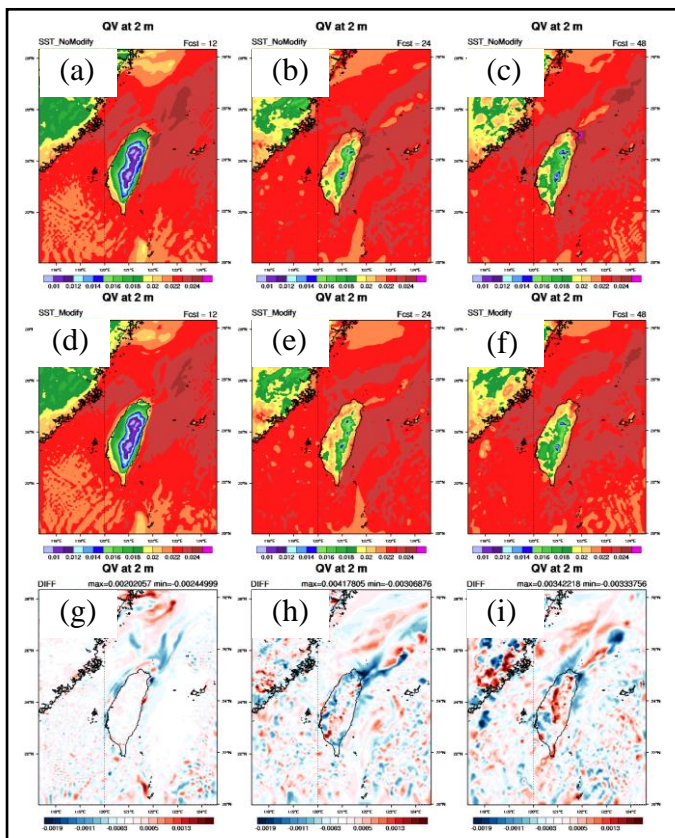 QV at 2 m QV at 2 m QV at 2 m
SST_NoModify Fcst = 12 SST_NoModify Fcst = 24 SST_NoModify Fcst = 48
(a) (b) (c)
0.01 0.012 0.014 0.016 0.018 0.02 0.022 0.024 0.01 0.012 0.014 0.016 0.018 0.02 0.022 0.024 0.01 0.012 0.014 0.016 0.018 0.02 0.022 0.024
QV at 2 m QV at 2 m QV at 2 m
SST_Modify Fcst = 12 SST_Modify Fcst = 24 SST_Modify Fcst = 48
(d) (e) (f)
0.01 0.012 0.014 0.016 0.018 0.02 0.022 0.024 0.01 0.012 0.014 0.016 0.018 0.02 0.022 0.024 0.01 0.012 0.014 0.016 0.018 0.02 0.022 0.024
QV at 2 m QV at 2 m QV at 2 m
DIFF max=0.00202057 min=-0.00244999 DIFF max=0.00417805 min=-0.00306876 DIFF max=0.00342218 min=-0.00333756
(g) (h) (i)
-0.0019 -0.0011 -0.0003 0.0005 0.0013 -0.0019 -0.0011 -0.0003 0.0005 0.0013 -0.0019 -0.0011 -0.0003 0.0005 0.0013